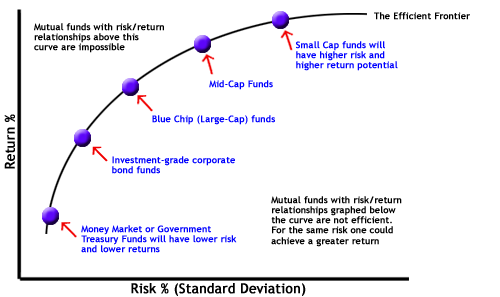 Mutual funds with risk/return
relationships above this
curve are impossible
The Efficient Frontier
Small Cap funds will
have higher risk and
higher return potential
Mid-Cap Funds
Blue Chip (Large-Cap) funds
Investment-grade corporate
bond funds
Money Market or Government
Treasury Funds will have lower risk
and lower returns
Mutual funds with risk/return
relationships graphed below
the curve are not efficient.
For the same risk one could
achieve a greater return
Return %
Risk % (Standard Deviation)